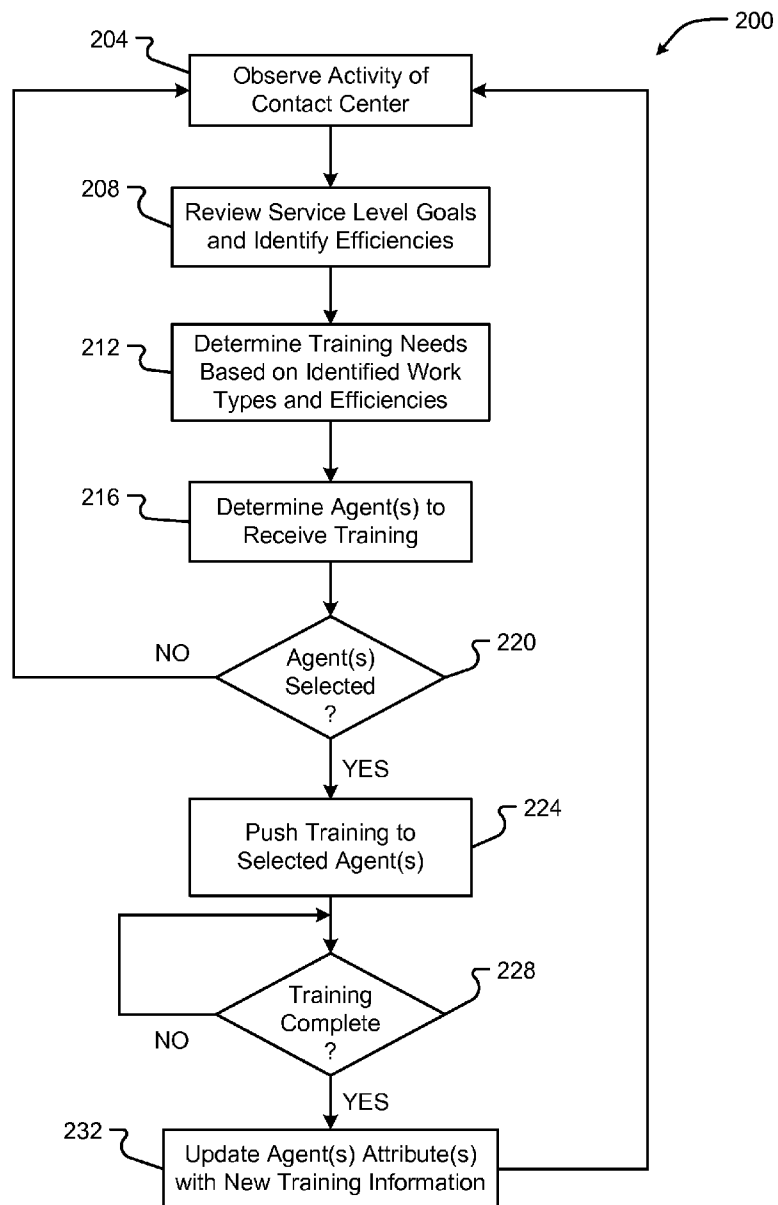 200
204
Observe Activity of
Contact Center
208
Review Service Level Goals
and Identify Efficiencies
212
Determine Training Needs
Based on Identified Work
Types and Efficiencies
216
Determine Agent(s) to
Receive Training
NO
Agent(s)
Selected
?
220
YES
Push Training to
Selected Agent(s)
224
Training
Complete
?
228
NO
YES
232
Update Agent(s) Attribute(s)
with New Training Information